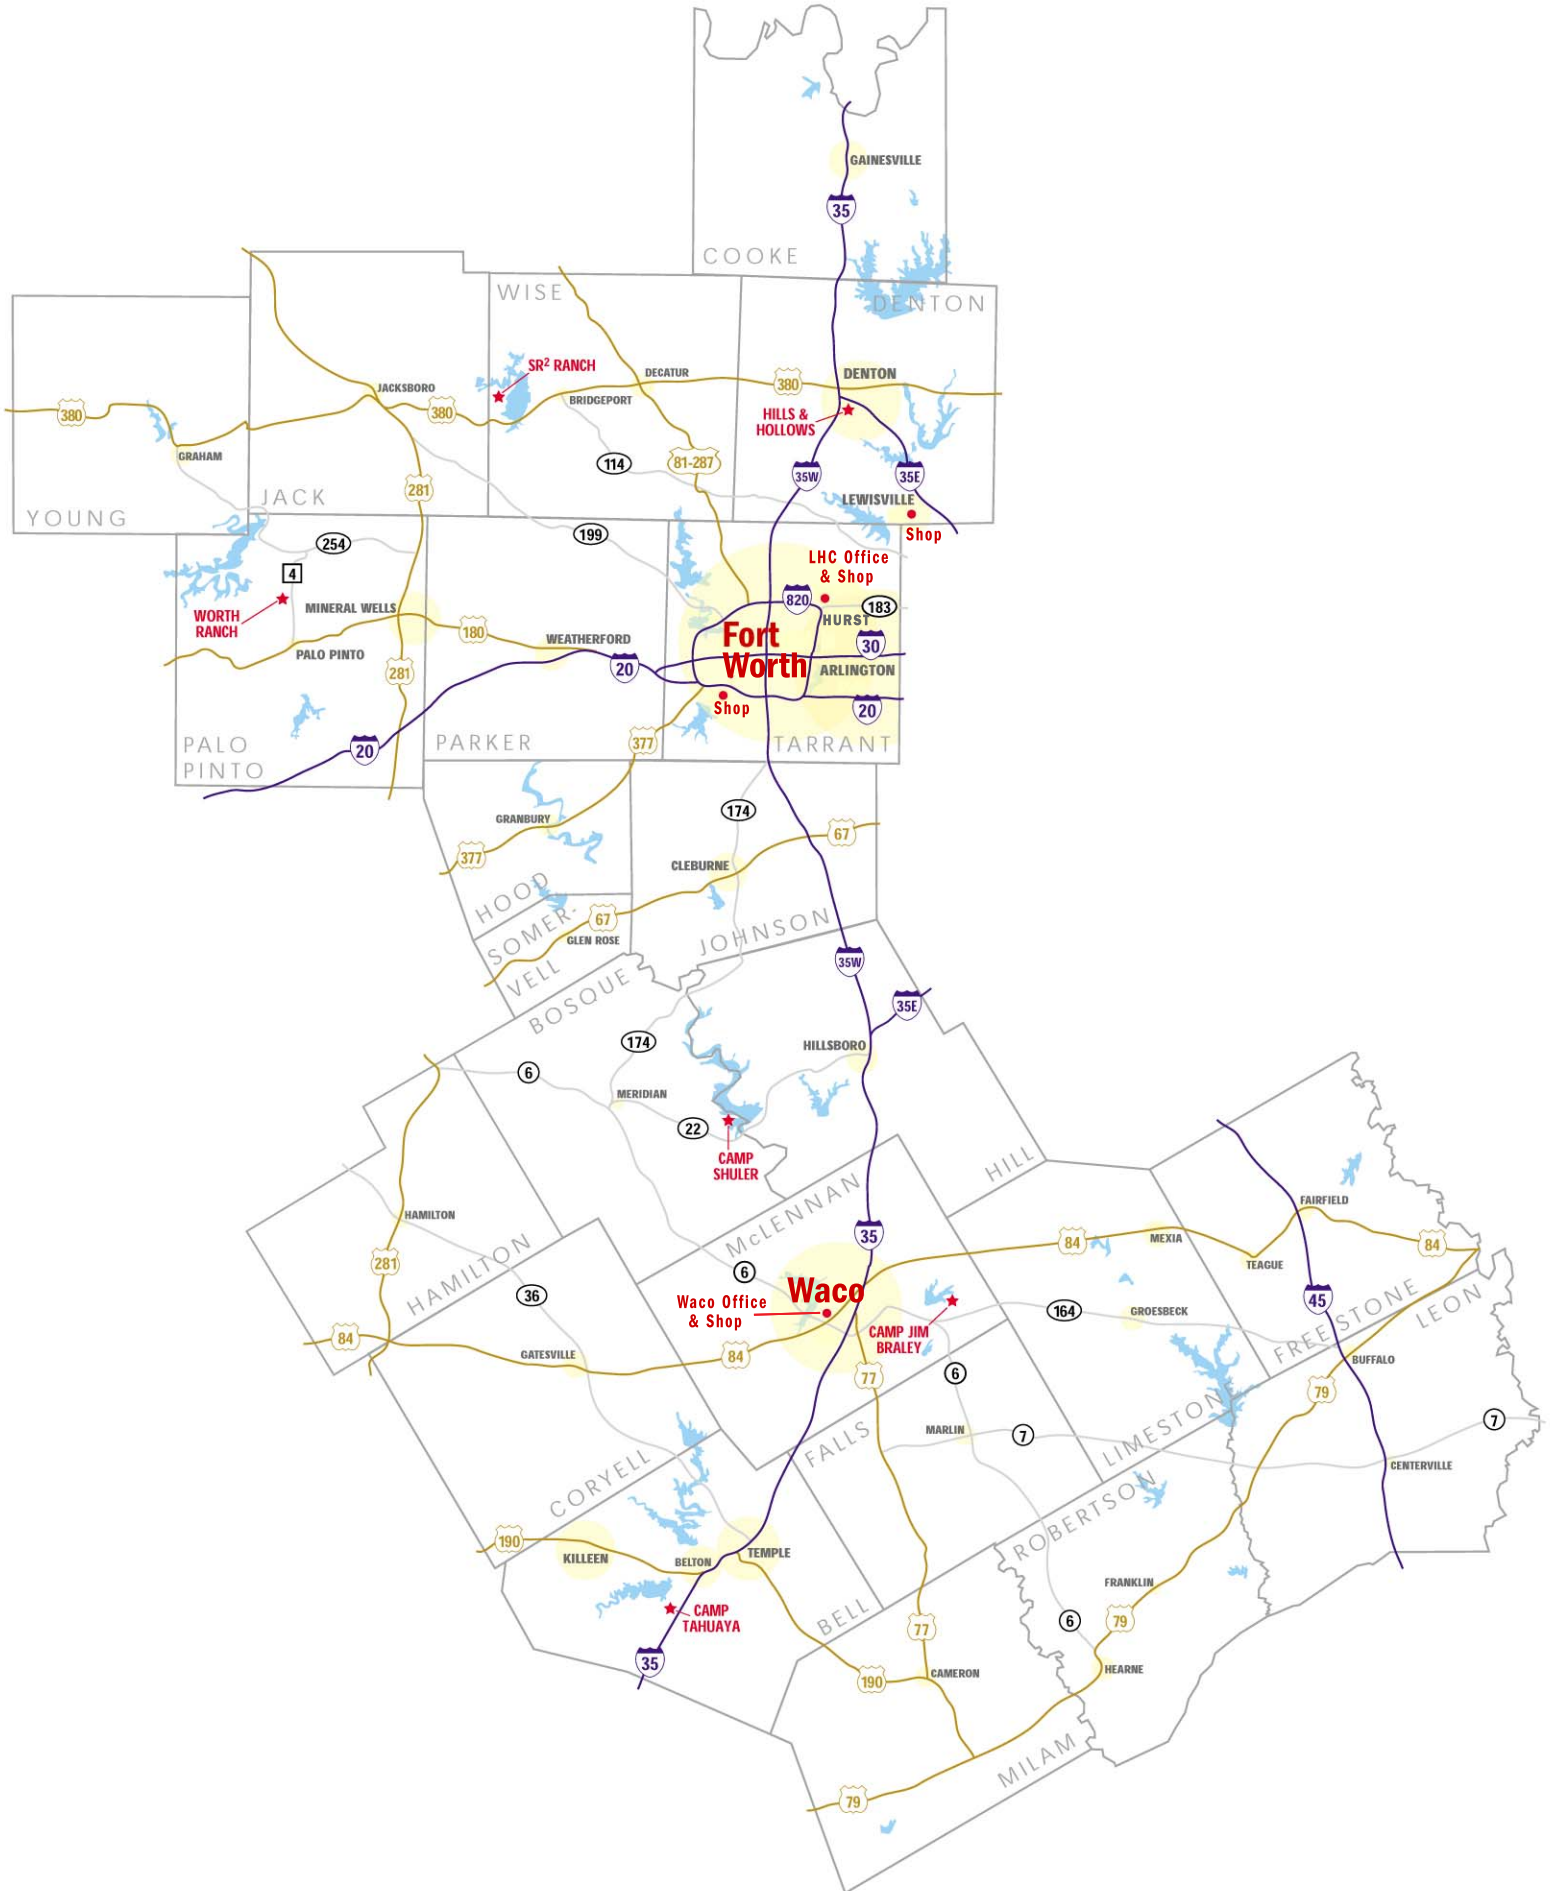 GAINESVILLE
35
COOKE
DENTON
WISE
SR² RANCH
DECATUR
380
DENTON
JACKSBORO
380
380
BRIDGEPORT
HILLS &
HOLLOWS
GRAHAM
114
81-287
35W
35E
281
JACK
LEWISVILLE
YOUNG
Shop
199
254
LHC Office
& Shop
4
820
183
WORTH
RANCH
MINERAL WELLS
HURST
180
Fort
Worth
WEATHERFORD
30
PALO PINTO
20
281
ARLINGTON
Shop
20
PALO
PINTO
20
PARKER
377
TARRANT
174
GRANBURY
67
377
CLEBURNE
HOOD
SOMER-
VELL
67
GLEN ROSE
JOHNSON
35W
BOSQUE
35E
174
HILLSBORO
6
MERIDIAN
22
CAMP
SHULER
HILL
McLENNAN
FAIRFIELD
HAMILTON
35
84
MEXIA
84
281
HAMILTON
6
TEAGUE
36
Waco
Waco Office
& Shop
45
164
GROESBECK
FREESTONE
LEON
84
CAMP JIM
BRALEY
GATESVILLE
84
BUFFALO
77
6
79
MARLIN
7
7
FALLS
LIMESTONE
CENTERVILLE
CORYELL
ROBERTSON
190
KILLEEN
BELTON
TEMPLE
FRANKLIN
CAMP
TAHUAYA
BELL
77
6
79
35
190
CAMERON
HEARNE
MILAM
79